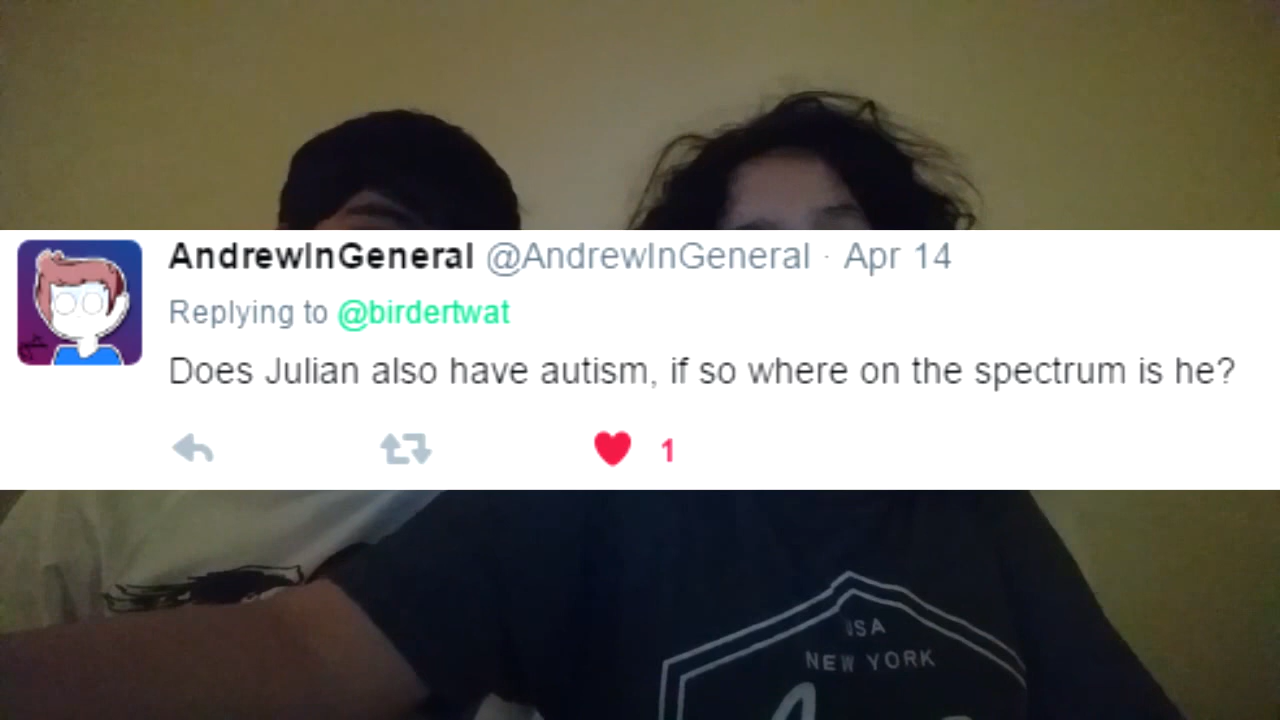 AndrewInGeneral @AndrewInGeneral · Apr 14
Replying to @birdertwat
Does Julian also have autism, if so where on the spectrum is he?
1
USA
NEW YORK